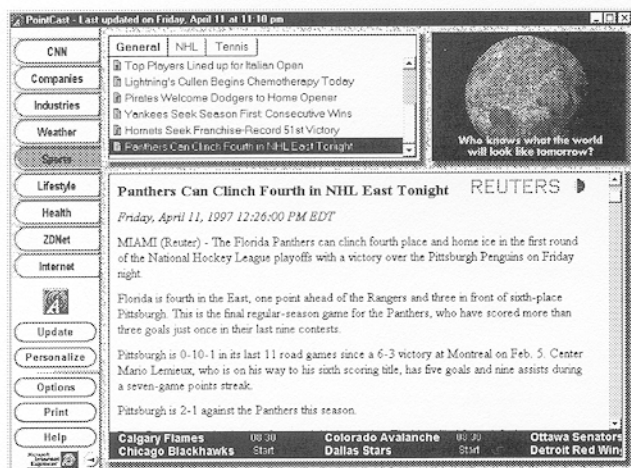 PointCast - Last updated on Friday, April 11 at 11:10 pm
CNN
Companies
Industries
Weather
Sports
Lifestyle
Health
ZDNet
Internet
Update
Personalize
Options
Print
Help
Microsoft Internet Explorer
General NHL Tennis
Top Players Lined up for Italian Open
Lightning's Cullen Begins Chemotherapy Today
Pirates Welcome Dodgers to Home Opener
Yankees Seek Season First: Consecutive Wins
Hornets Seek Franchise-Record 51st Victory
Panthers Can Clinch Fourth in NHL East Tonight
Who knows what the world
will look like tomorrow?
Panthers Can Clinch Fourth in NHL East Tonight REUTERS
Friday, April 11, 1997 12:26:00 PM EDT
MIAMI (Reuter) - The Florida Panthers can clinch fourth place and home ice in the first round
of the National Hockey League playoffs with a victory over the Pittsburgh Penguins on Friday
night.
Florida is fourth in the East, one point ahead of the Rangers and three in front of sixth-place
Pittsburgh. This is the final regular-season game for the Panthers, who have scored more than
three goals just once in their last nine contests.
Pittsburgh is 0-10-1 in its last 11 road games since a 6-3 victory at Montreal on Feb. 5. Center
Mario Lemieux, who is on his way to his sixth scoring title, has five goals and nine assists during
a seven-game points streak.
Pittsburgh is 2-1 against the Panthers this season.
Calgary Flames 08:30 Colorado Avalanche 08:30 Ottawa Senators
Chicago Blackhawks Start Dallas Stars Start Detroit Red Win